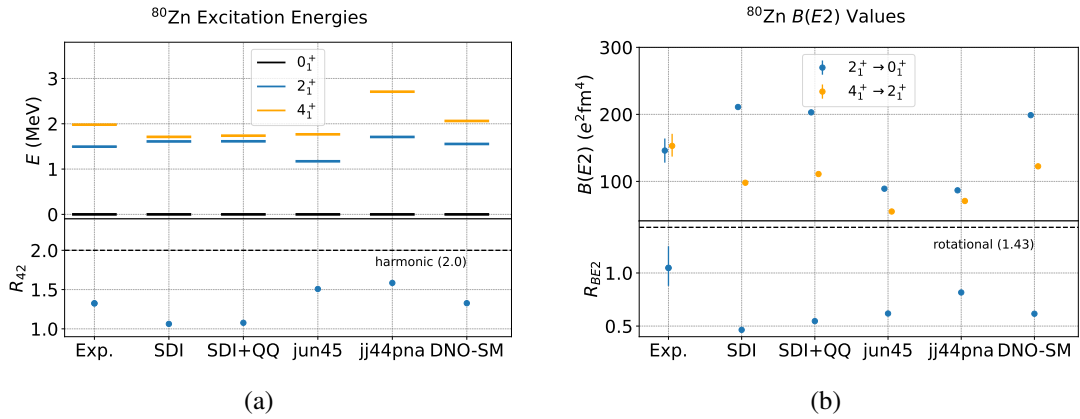 ⁸⁰Zn Excitation Energies
0₁⁺
2₁⁺
4₁⁺
E (MeV)
3
2
1
0
R₄₂
2.0
1.5
1.0
harmonic (2.0)
Exp. SDI SDI+QQ jun45 jj44pna DNO-SM
(a)
⁸⁰Zn B(E2) Values
2₁⁺ → 0₁⁺
4₁⁺ → 2₁⁺
B(E2) (e²fm⁴)
300
200
100
R_BE2
1.0
0.5
rotational (1.43)
Exp. SDI SDI+QQ jun45 jj44pna DNO-SM
(b)